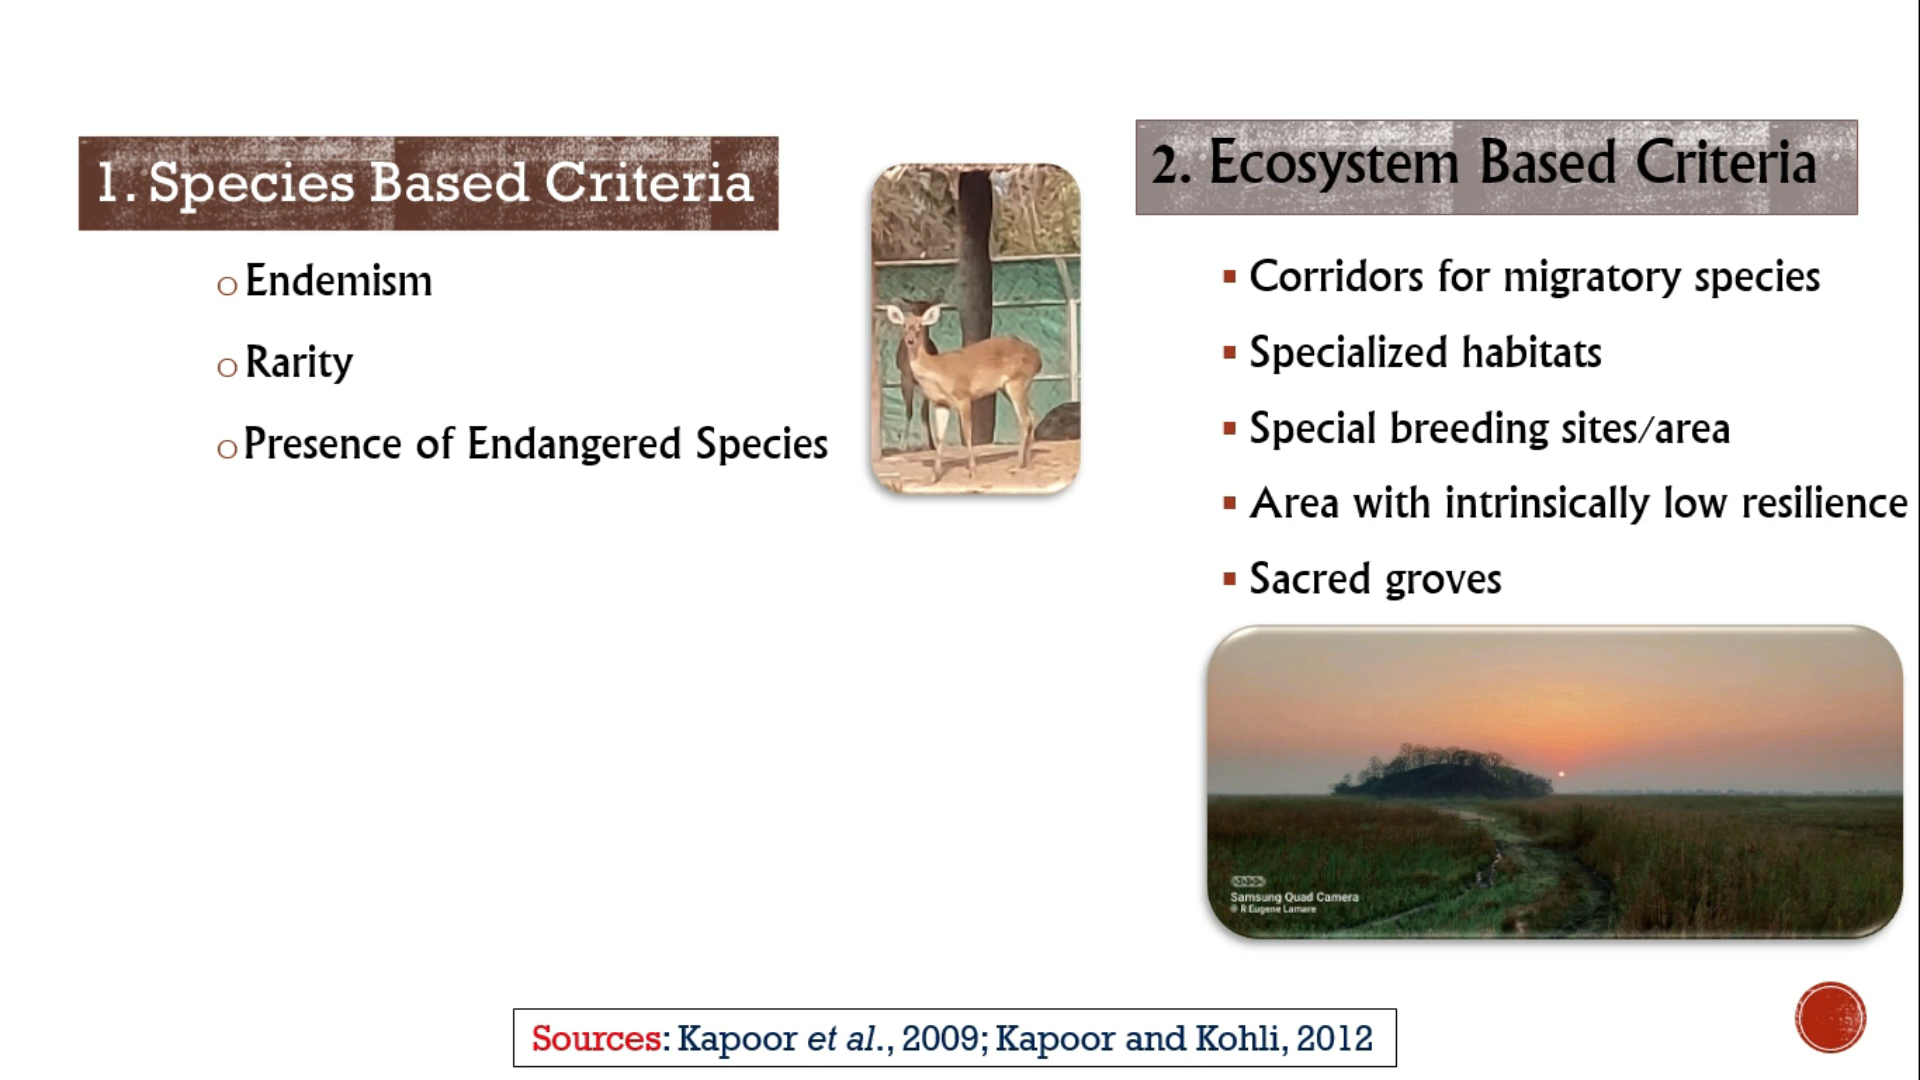 1. Species Based Criteria
Endemism
Rarity
Presence of Endangered Species
2. Ecosystem Based Criteria
Corridors for migratory species
Specialized habitats
Special breeding sites/area
Area with intrinsically low resilience
Sacred groves
Samsung Quad Camera
© R Eugene Lamare
Sources: Kapoor et al., 2009; Kapoor and Kohli, 2012